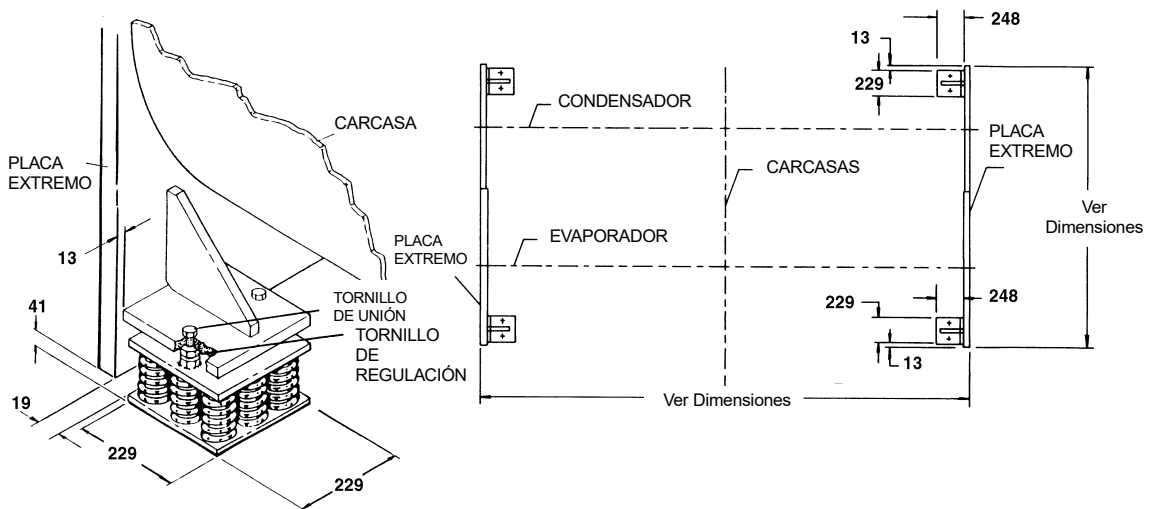 CARCASA
PLACA
EXTREMO
13
41
TORNILLO
DE UNIÓN
TORNILLO
DE
REGULACIÓN
19
229
229
248
13
229
CONDENSADOR
PLACA
EXTREMO
CARCASAS
Ver
Dimensiones
PLACA
EXTREMO
EVAPORADOR
229
248
13
Ver Dimensiones